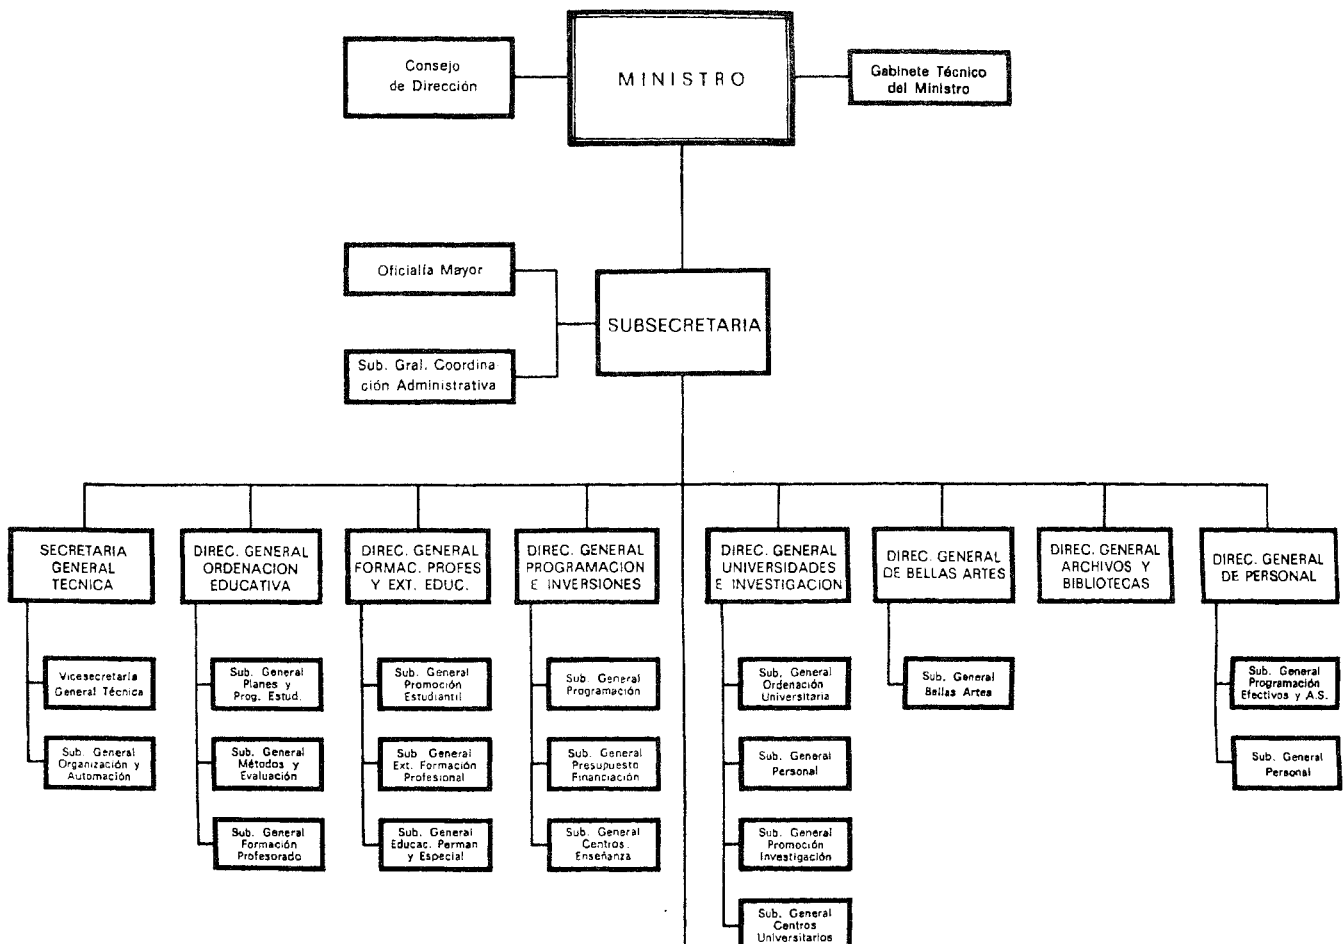 Consejo
de Dirección
MINISTRO
Gabinete Técnico
del Ministro
Oficialía Mayor
SUBSECRETARIA
Sub. Gral. Coordina-
ción Administrativa
SECRETARIA
GENERAL
TECNICA
DIREC. GENERAL
ORDENACION
EDUCATIVA
DIREC. GENERAL
FORMAC. PROFES
Y EXT. EDUC.
DIREC. GENERAL
PROGRAMACION
E INVERSIONES
DIREC. GENERAL
UNIVERSIDADES
E INVESTIGACION
DIREC. GENERAL
DE BELLAS ARTES
DIREC. GENERAL
ARCHIVOS Y
BIBLIOTECAS
DIREC. GENERAL
DE PERSONAL
Vicesecretaría
General Técnica
Sub. General
Planes y
Prog. Estud.
Sub. General
Promoción
Estudiantil
Sub. General
Programación
Sub. General
Ordenación
Universitaria
Sub. General
Bellas Artes
Sub. General
Programación
Efectivos y A.S.
Sub. General
Organización y
Automación
Sub. General
Métodos y
Evaluación
Sub General
Ext. Formación
Profesional
Sub. General
Presupuesto
Financiación
Sub. General
Personal
Sub. General
Personal
Sub. General
Formación
Profesorado
Sub. General
Educac. Perman
y Especial
Sub. General
Centros.
Enseñanza
Sub. General
Promoción
Investigación
Sub. General
Centros
Universitarios